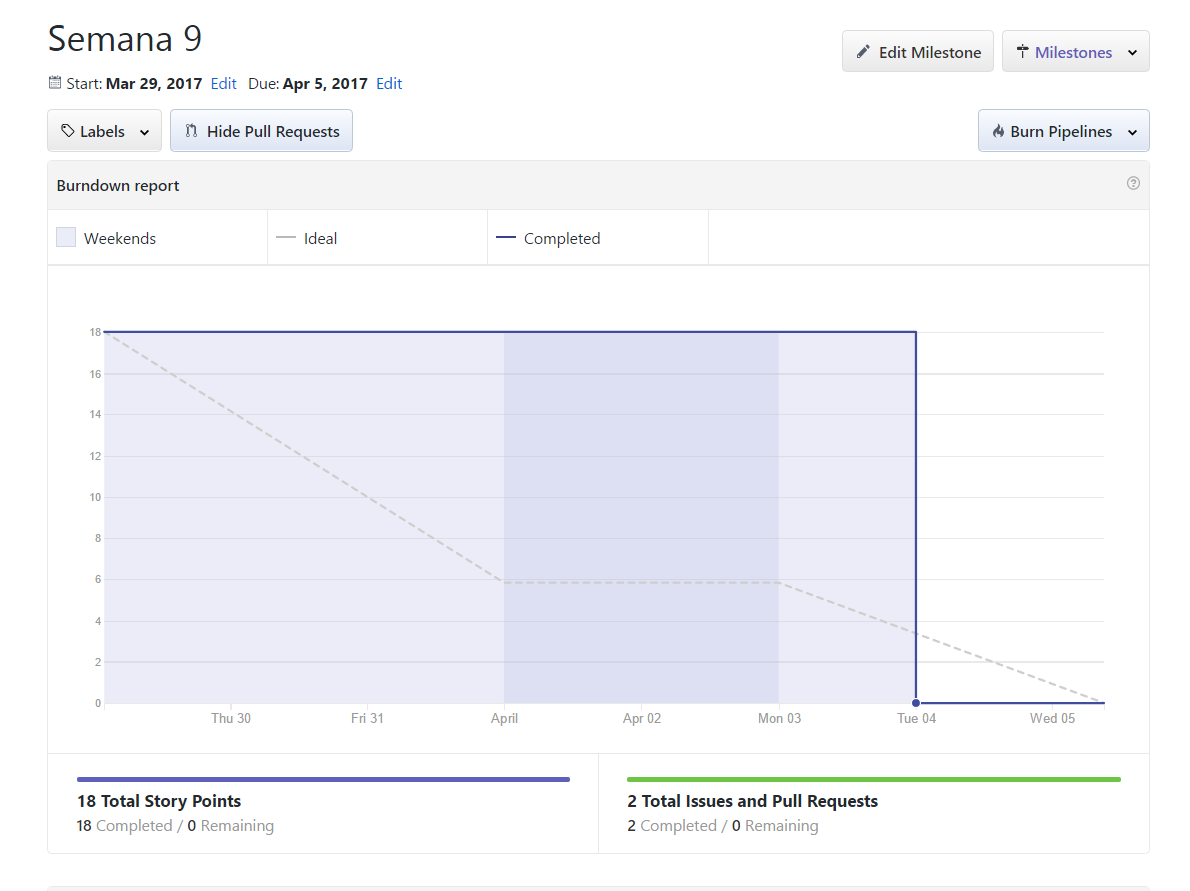 Semana 9
Edit Milestone
Milestones
Start: Mar 29, 2017 Edit Due: Apr 5, 2017 Edit
Labels
Hide Pull Requests
Burn Pipelines
Burndown report
Weekends
Ideal
Completed
18
16
14
12
10
8
6
4
2
0
Thu 30
Fri 31
April
Apr 02
Mon 03
Tue 04
Wed 05
18 Total Story Points
18 Completed / 0 Remaining
2 Total Issues and Pull Requests
2 Completed / 0 Remaining